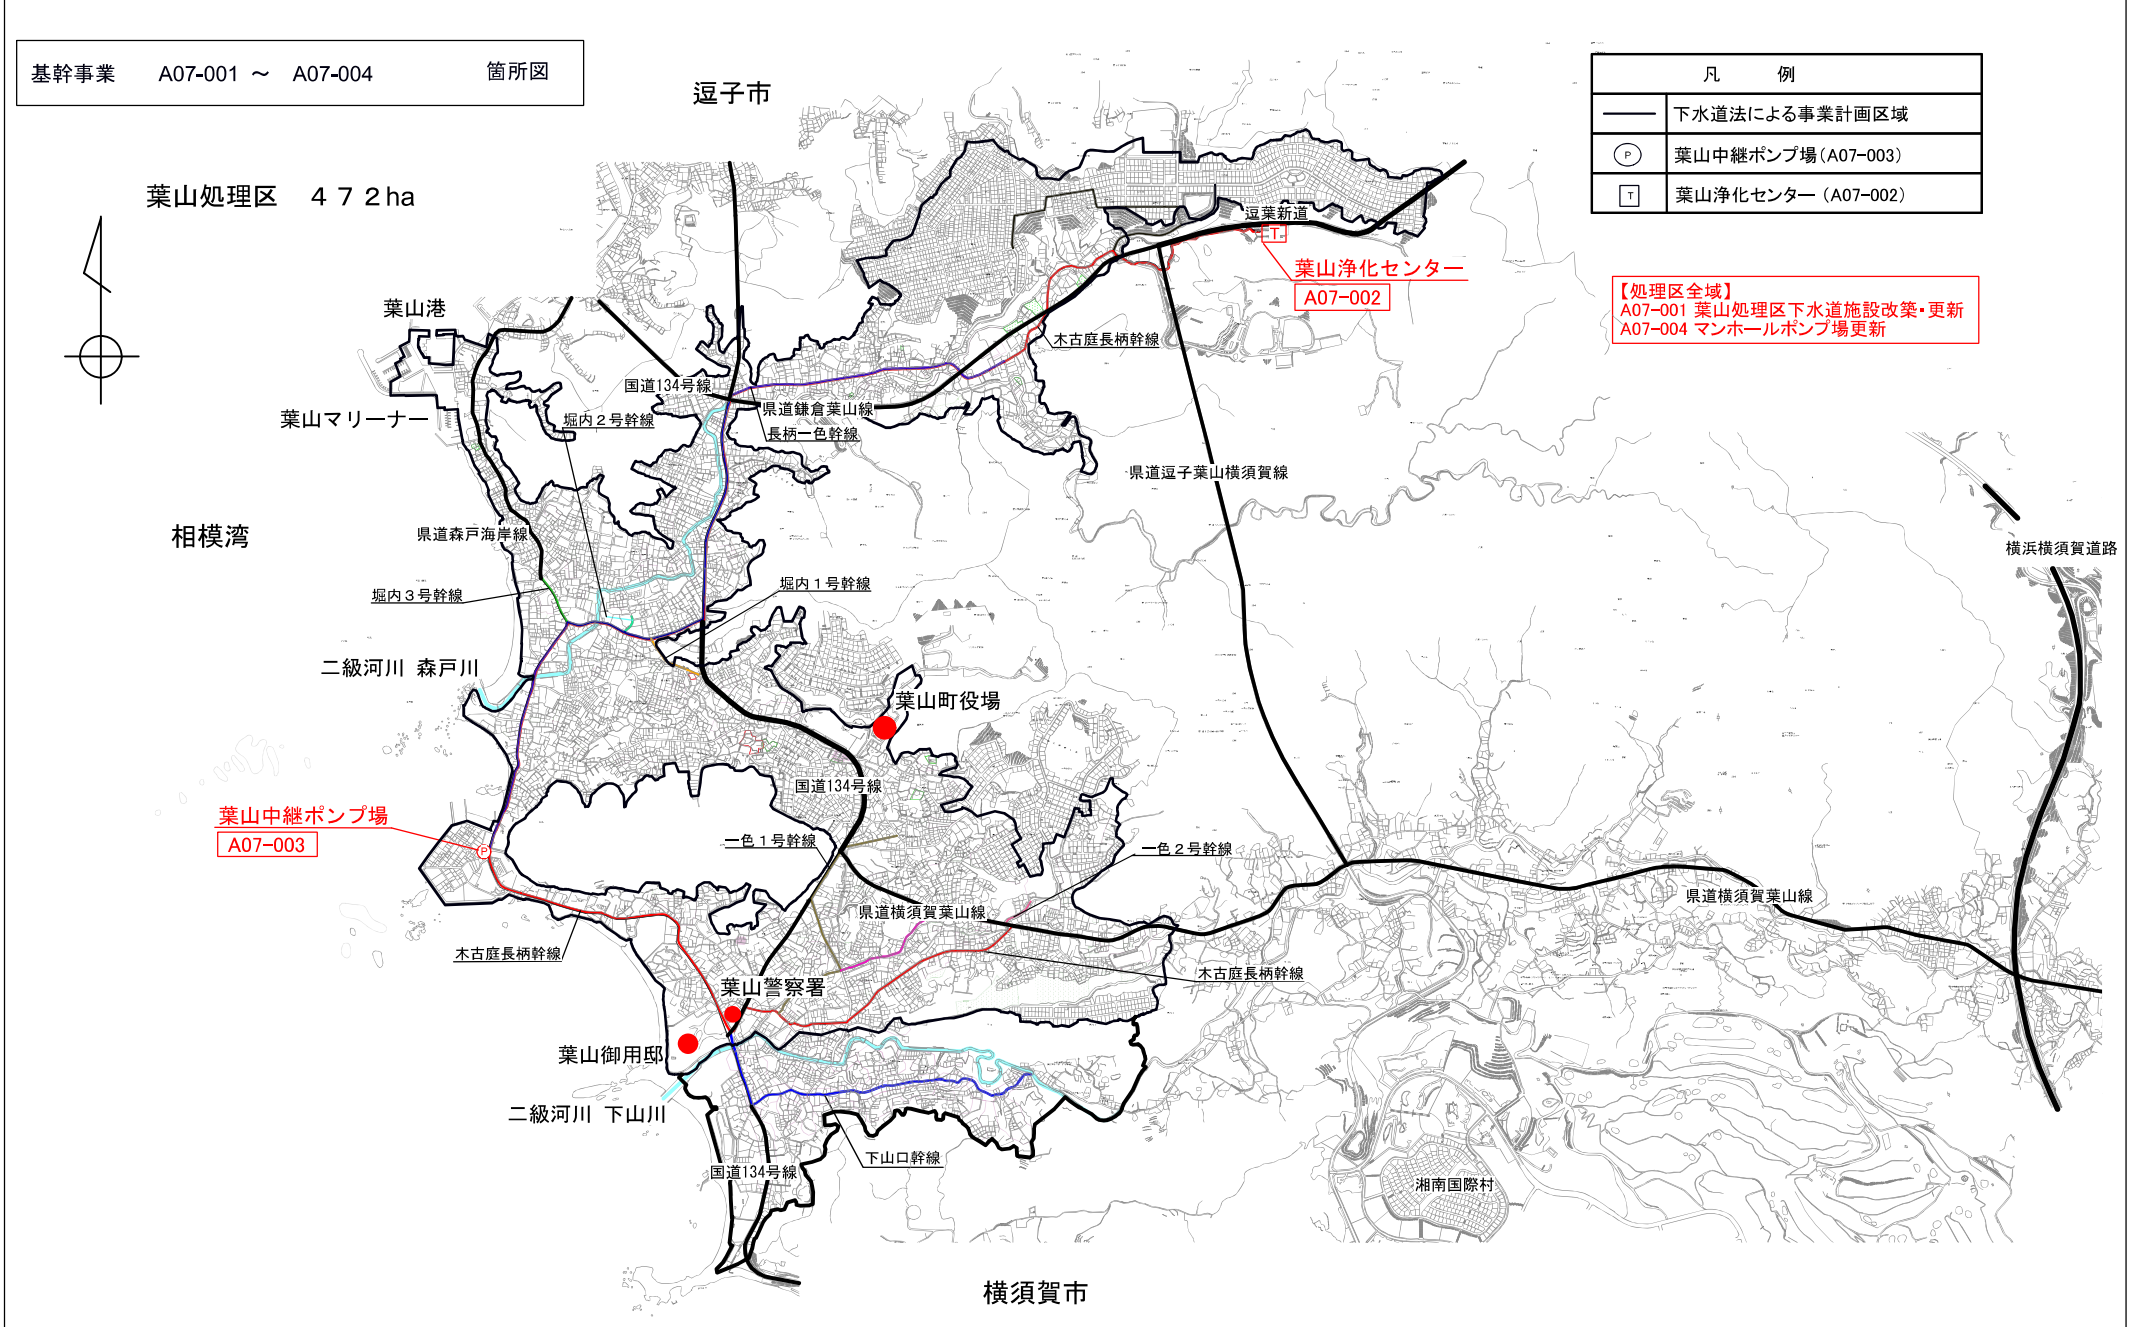 基幹事業 A07-001 ～ A07-004 箇所図
逗子市
凡 例
下水道法による事業計画区域
P 葉山中継ポンプ場(A07-003)
T 葉山浄化センター (A07-002)
葉山処理区 ４７２ha
逗葉新道
T
葉山浄化センター
A07-002
【処理区全域】
A07-001 葉山処理区下水道施設改築・更新
A07-004 マンホールポンプ場更新
葉山港
木古庭長柄幹線
国道134号線
県道鎌倉葉山線
葉山マリーナー
堀内２号幹線
長柄一色幹線
県道逗子葉山横須賀線
相模湾
県道森戸海岸線
横浜横須賀道路
堀内３号幹線
堀内１号幹線
二級河川 森戸川
葉山町役場
国道134号線
葉山中継ポンプ場
A07-003
P
一色１号幹線
一色２号幹線
県道横須賀葉山線
県道横須賀葉山線
木古庭長柄幹線
木古庭長柄幹線
葉山警察署
葉山御用邸
二級河川 下山川
下山口幹線
国道134号線
湘南国際村
横須賀市